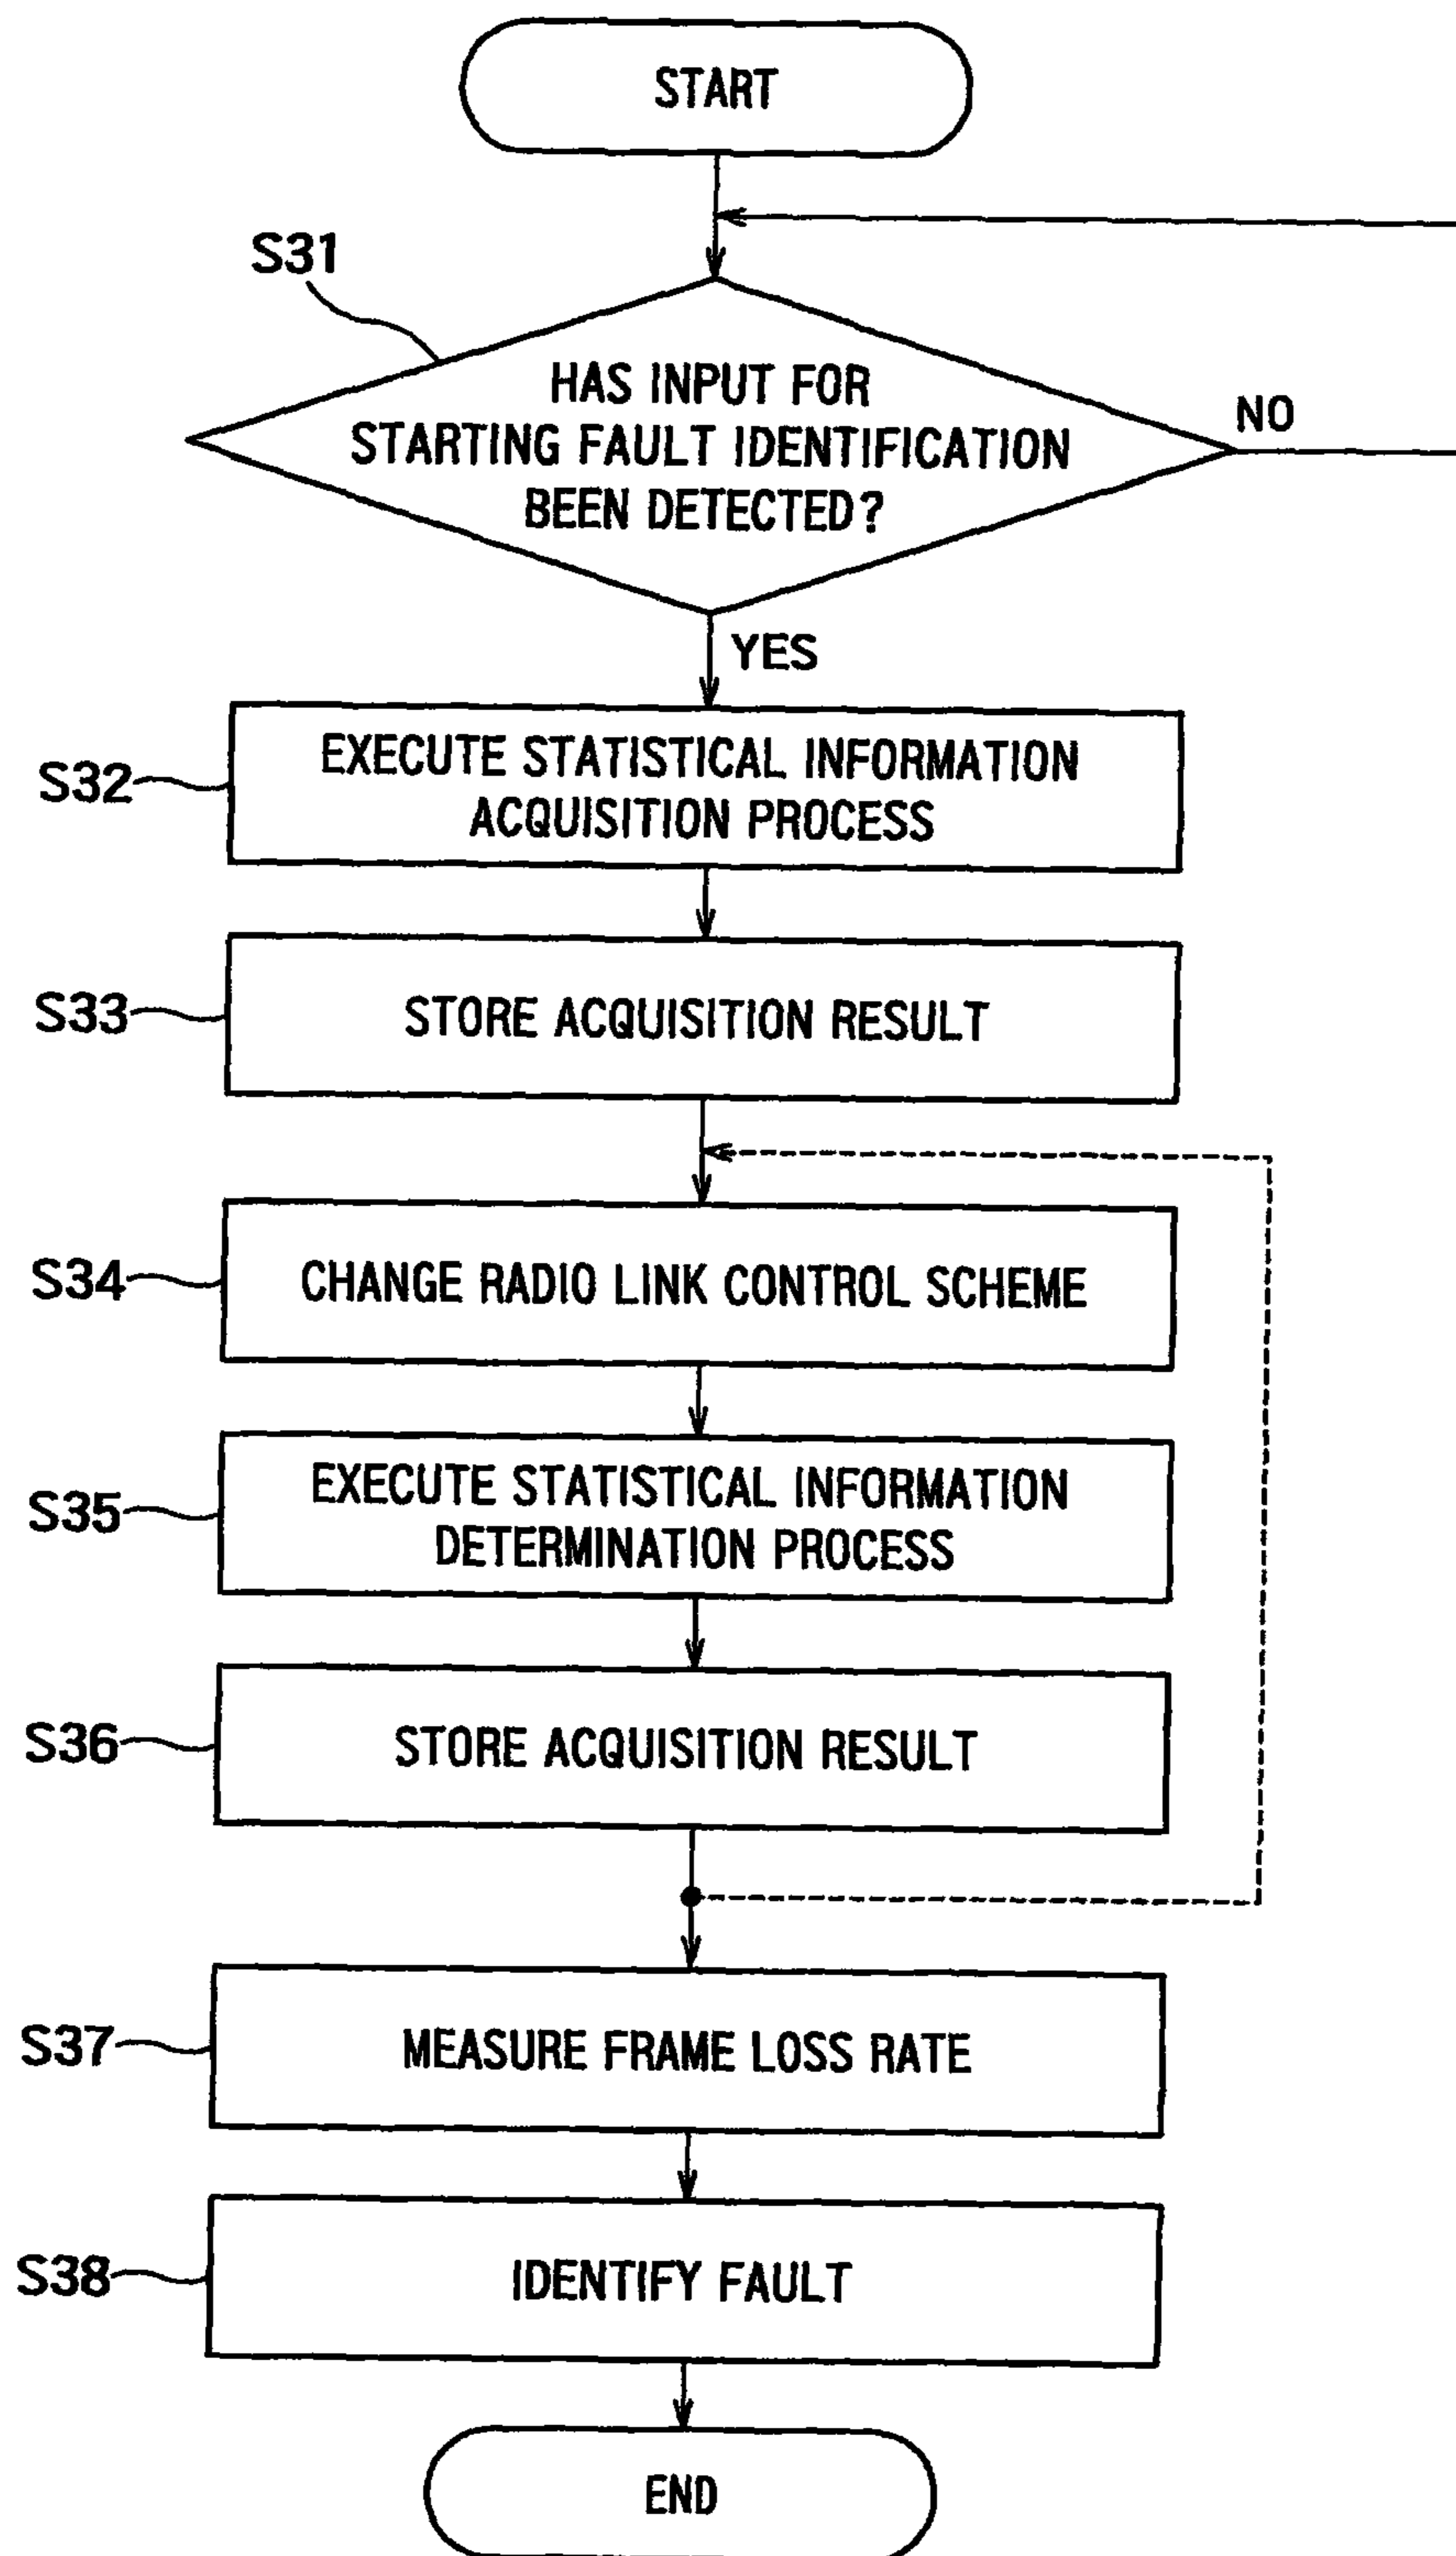 START
S31
HAS INPUT FOR
STARTING FAULT IDENTIFICATION
BEEN DETECTED?
NO
YES
S32
EXECUTE STATISTICAL INFORMATION
ACQUISITION PROCESS
S33
STORE ACQUISITION RESULT
S34
CHANGE RADIO LINK CONTROL SCHEME
S35
EXECUTE STATISTICAL INFORMATION
DETERMINATION PROCESS
S36
STORE ACQUISITION RESULT
S37
MEASURE FRAME LOSS RATE
S38
IDENTIFY FAULT
END